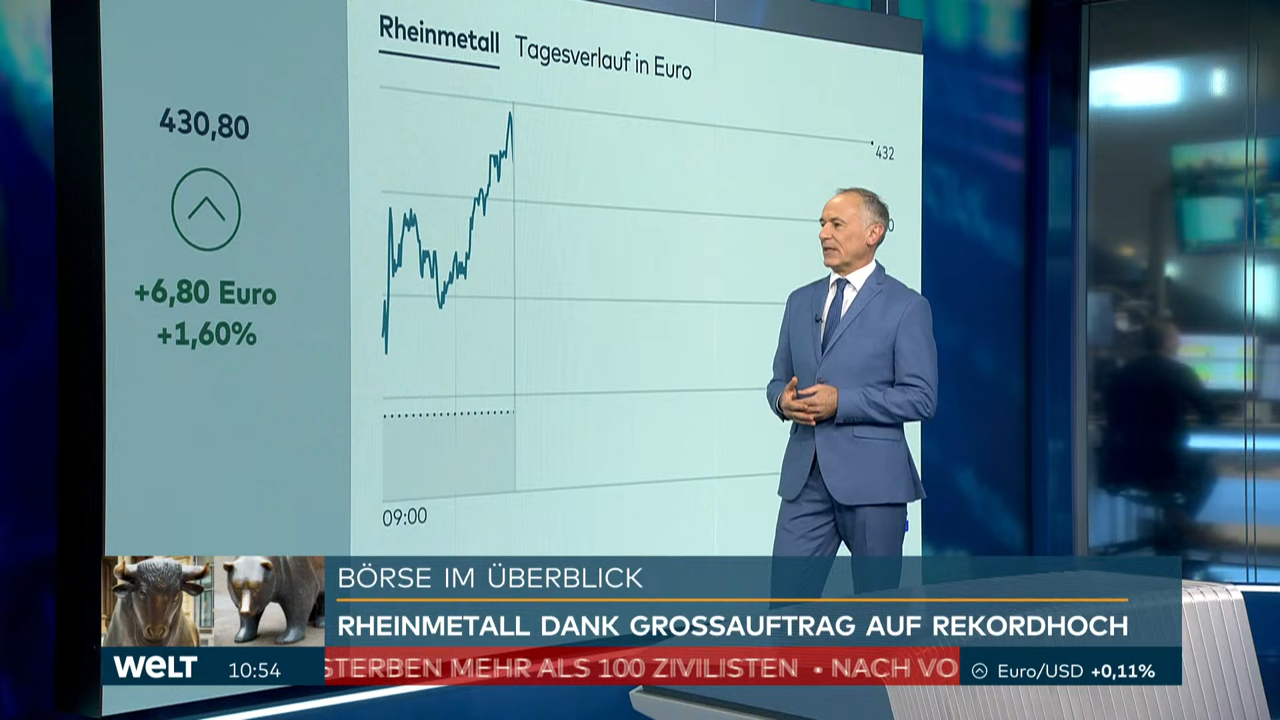 Rheinmetall Tagesverlauf in Euro
430,80
+6,80 Euro
+1,60%
432
0
09:00
BÖRSE IM ÜBERBLICK
RHEINMETALL DANK GROSSAUFTRAG AUF REKORDHOCH
welt 10:54 STERBEN MEHR ALS 100 ZIVILISTEN • NACH VO Euro/USD +0,11%